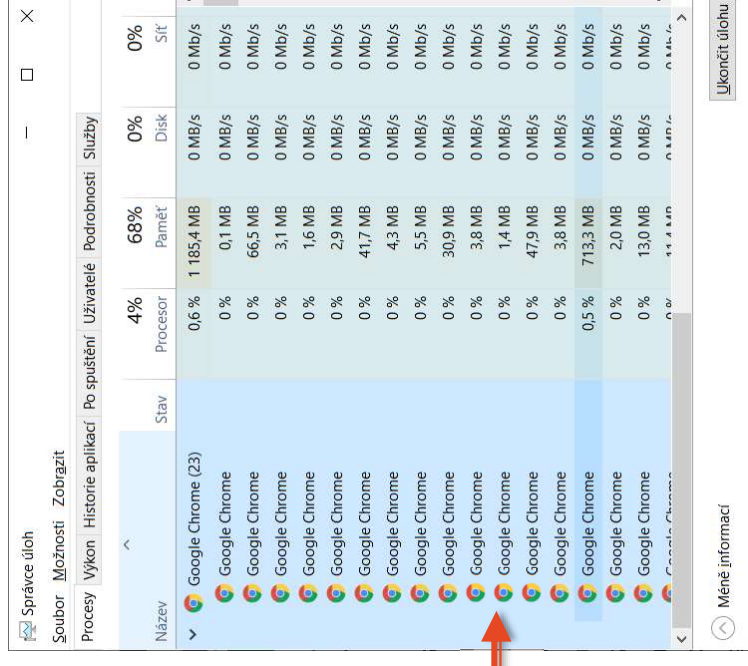 Správce úloh
Soubor Možnosti Zobrazit
Procesy Výkon Historie aplikací Po spuštění Uživatelé Podrobnosti Služby
4% 68% 0% 0%
Název Stav Procesor Paměť Disk Síť
Google Chrome (23) 0,6 % 1 185,4 MB 0 MB/s 0 Mb/s
Google Chrome 0 % 0,1 MB 0 MB/s 0 Mb/s
Google Chrome 0 % 66,5 MB 0 MB/s 0 Mb/s
Google Chrome 0 % 3,1 MB 0 MB/s 0 Mb/s
Google Chrome 0 % 1,6 MB 0 MB/s 0 Mb/s
Google Chrome 0 % 2,9 MB 0 MB/s 0 Mb/s
Google Chrome 0 % 41,7 MB 0 MB/s 0 Mb/s
Google Chrome 0 % 4,3 MB 0 MB/s 0 Mb/s
Google Chrome 0 % 5,5 MB 0 MB/s 0 Mb/s
Google Chrome 0 % 30,9 MB 0 MB/s 0 Mb/s
Google Chrome 0 % 3,8 MB 0 MB/s 0 Mb/s
Google Chrome 0 % 1,4 MB 0 MB/s 0 Mb/s
Google Chrome 0 % 47,9 MB 0 MB/s 0 Mb/s
Google Chrome 0 % 3,8 MB 0 MB/s 0 Mb/s
Google Chrome 0,5 % 713,3 MB 0 MB/s 0 Mb/s
Google Chrome 0 % 2,0 MB 0 MB/s 0 Mb/s
Google Chrome 0 % 13,0 MB 0 MB/s 0 Mb/s
Google Chrome 0 % 11,4 MB 0 MB/s 0 Mb/s
Méně informací Ukončit úlohu